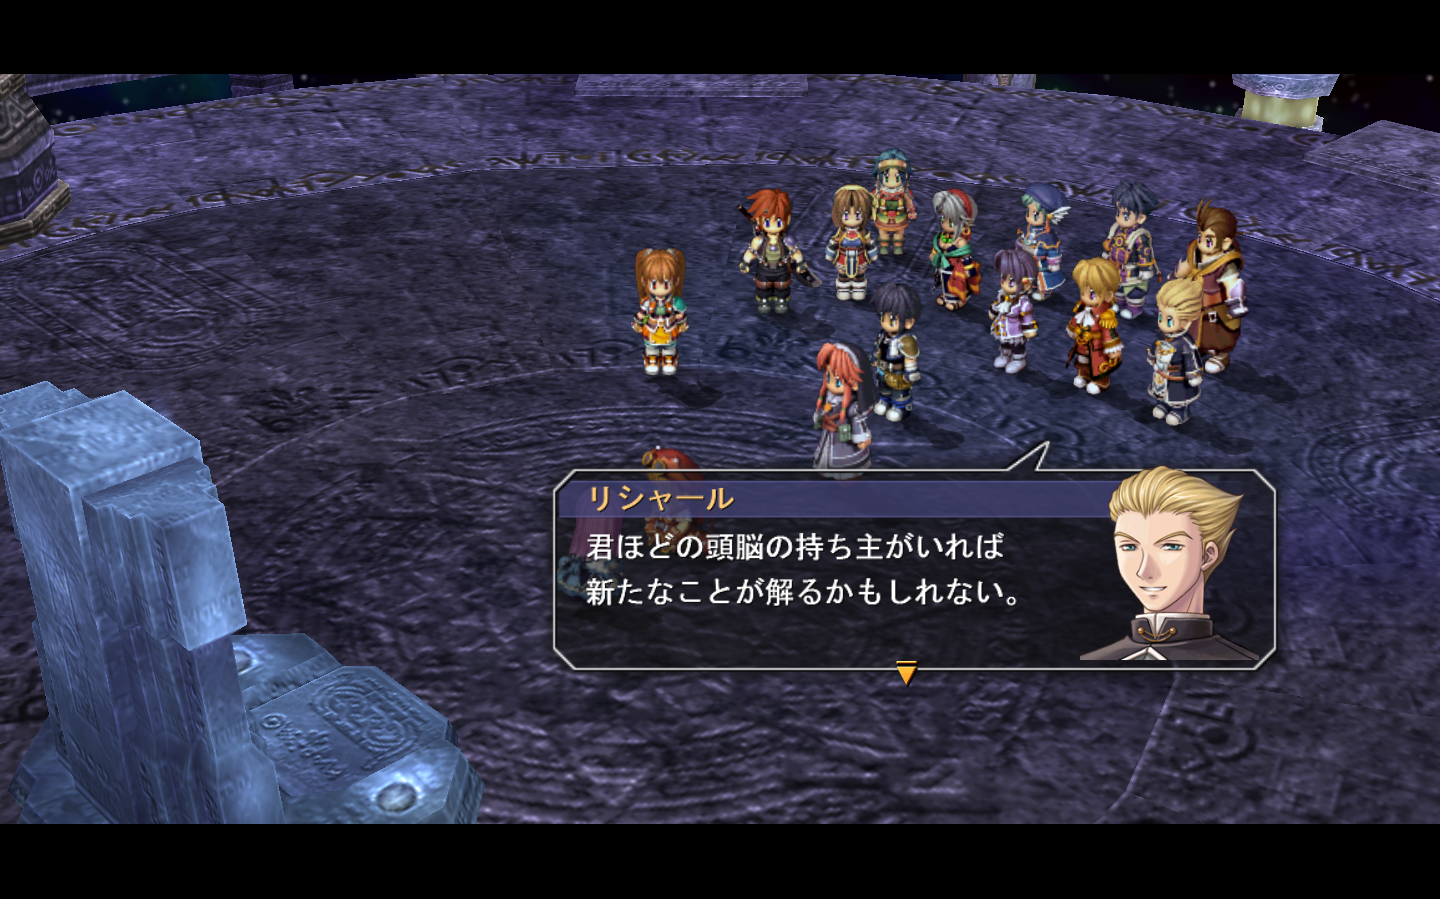 リシャール
君ほどの頭脳の持ち主がいれば
新たなことが解るかもしれない。